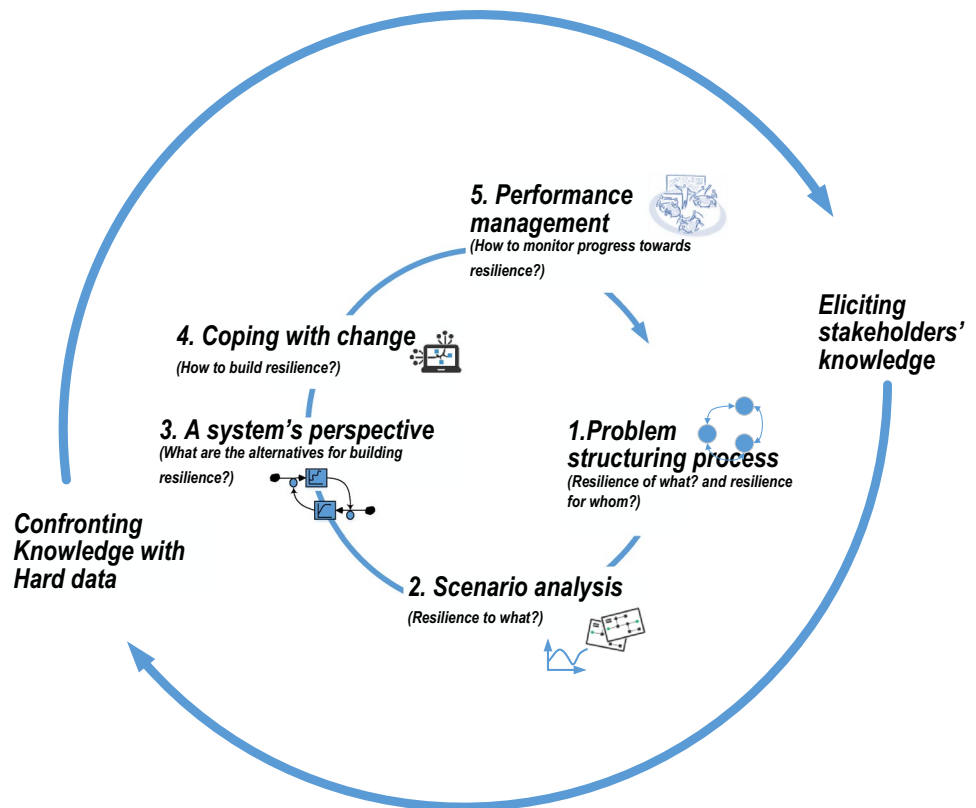 5. Performance
management
(How to monitor progress towards
resilience?)
Eliciting
stakeholders'
knowledge
4. Coping with change
(How to build resilience?)
3. A system's perspective
(What are the alternatives for building
resilience?)
1.Problem
structuring process
(Resilience of what? and resilience
for whom?)
Confronting
Knowledge with
Hard data
2. Scenario analysis
(Resilience to what?)